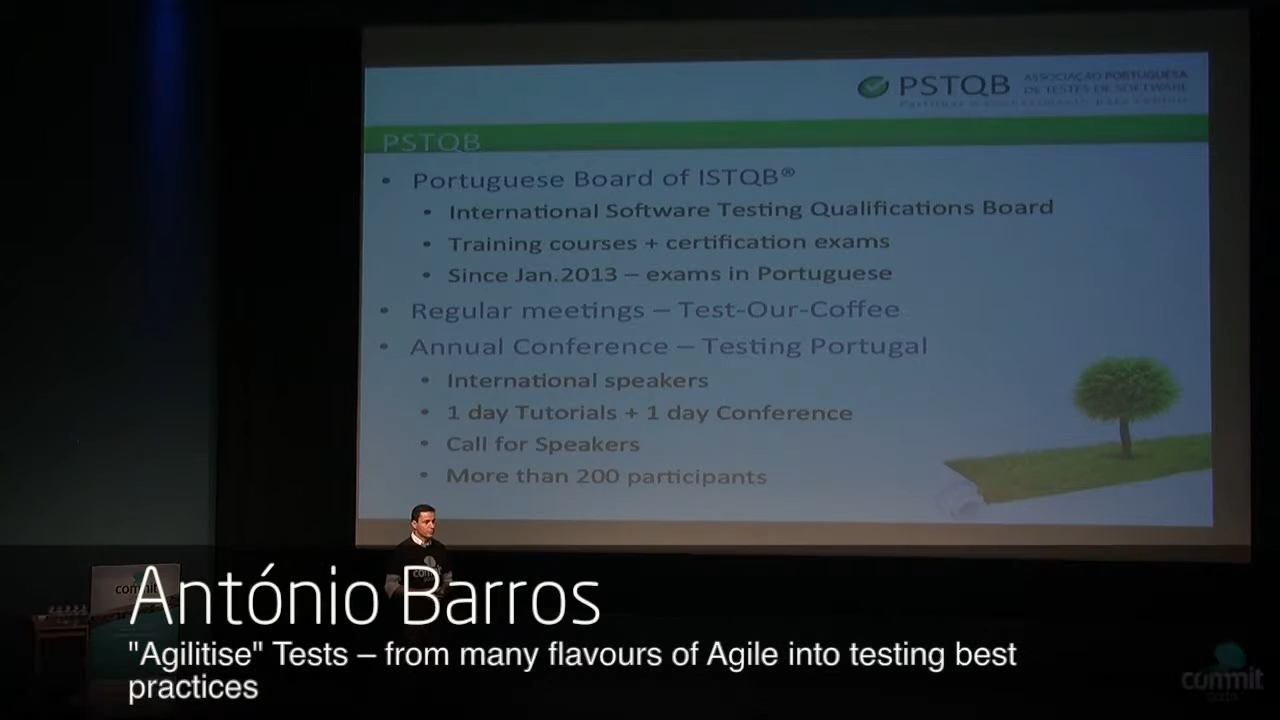 PSTQB ASSOCIAÇÃO PORTUGUESA
DE TESTES DE SOFTWARE
PSTQB
• Portuguese Board of ISTQB®
• International Software Testing Qualifications Board
• Training courses + certification exams
• Since Jan.2013 – exams in Portuguese
• Regular meetings – Test-Our-Coffee
• Annual Conference – Testing Portugal
• International speakers
• 1 day Tutorials + 1 day Conference
• Call for Speakers
• More than 200 participants
commit
António Barros
"Agilitise" Tests – from many flavours of Agile into testing best
practices
commit